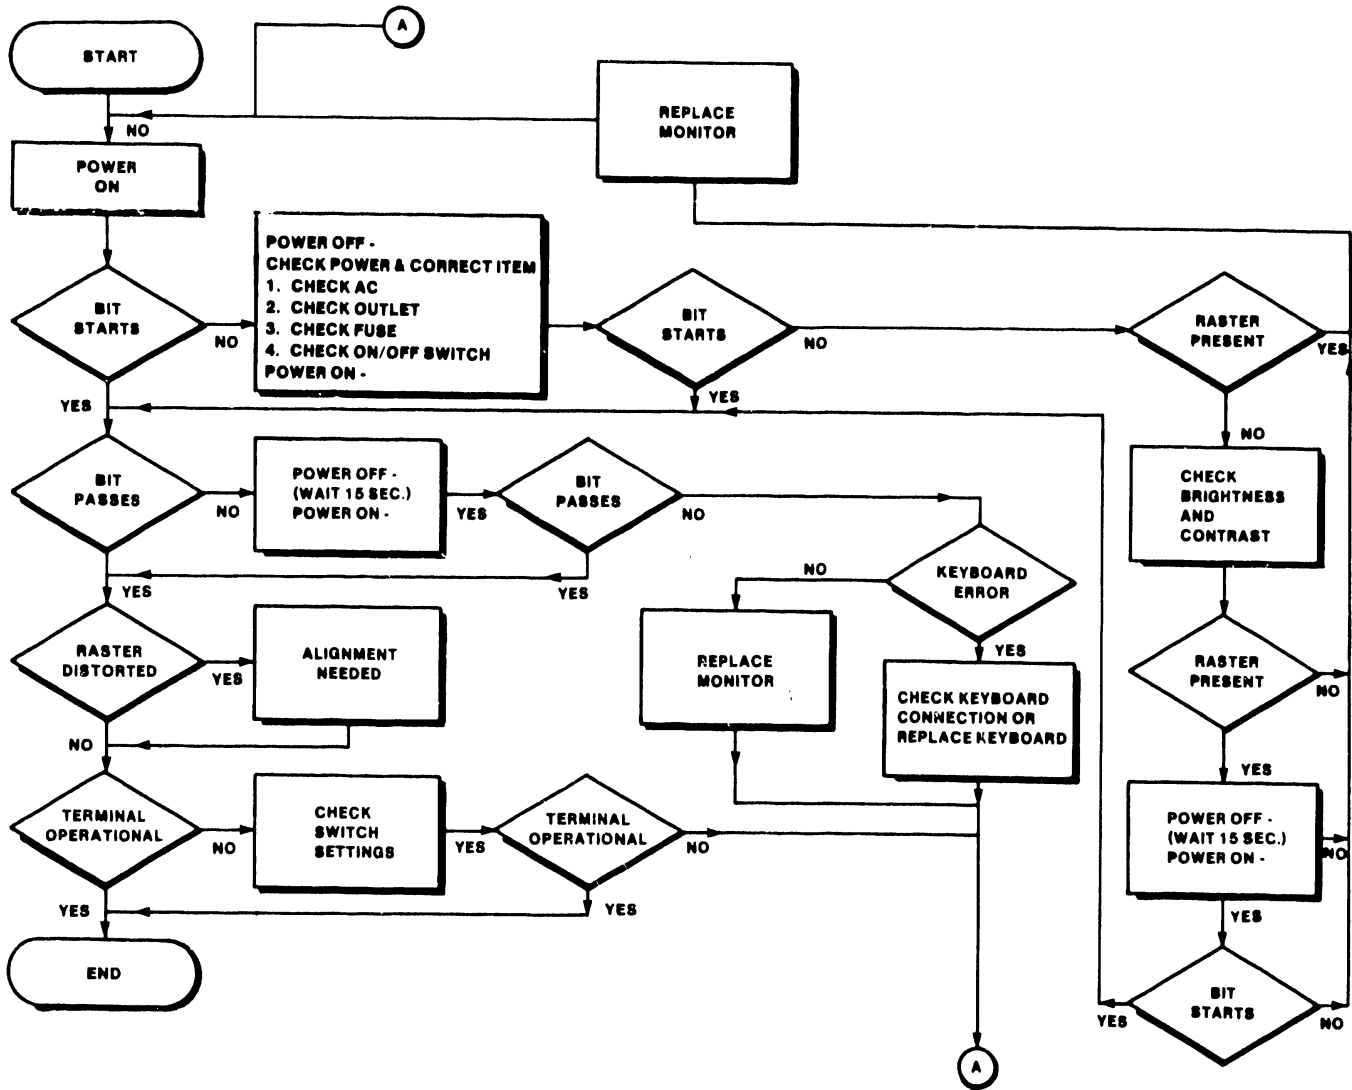 A
START
REPLACE
MONITOR
NO
POWER
ON
POWER OFF -
CHECK POWER & CORRECT ITEM
1. CHECK AC
2. CHECK OUTLET
3. CHECK FUSE
4. CHECK ON/OFF SWITCH
POWER ON -
BIT
STARTS
NO
BIT
STARTS
NO
RASTER
PRESENT
YES
YES
YES
NO
BIT
PASSES
NO
POWER OFF -
(WAIT 15 SEC.)
POWER ON -
YES
BIT
PASSES
NO
CHECK
BRIGHTNESS
AND
CONTRAST
YES
YES
NO
KEYBOARD
ERROR
RASTER
DISTORTED
YES
ALIGNMENT
NEEDED
REPLACE
MONITOR
YES
CHECK KEYBOARD
CONNECTION OR
REPLACE KEYBOARD
RASTER
PRESENT
NO
NO
YES
TERMINAL
OPERATIONAL
NO
CHECK
SWITCH
SETTINGS
YES
TERMINAL
OPERATIONAL
NO
POWER OFF -
(WAIT 15 SEC.)
POWER ON -
NO
YES
YES
YES
END
BIT
STARTS
YES
NO
A